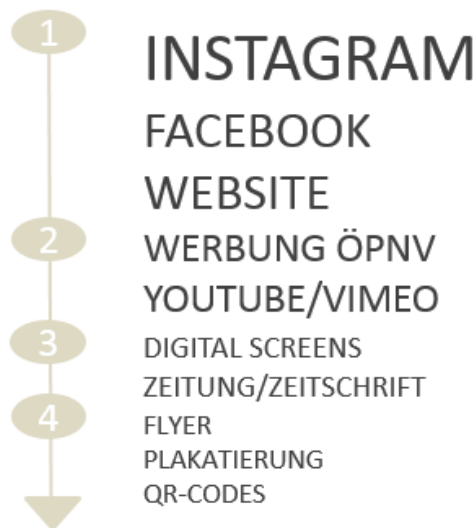 1
INSTAGRAM
FACEBOOK
WEBSITE
2
WERBUNG ÖPNV
YOUTUBE/VIMEO
3
DIGITAL SCREENS
ZEITUNG/ZEITSCHRIFT
4
FLYER
PLAKATIERUNG
QR-CODES